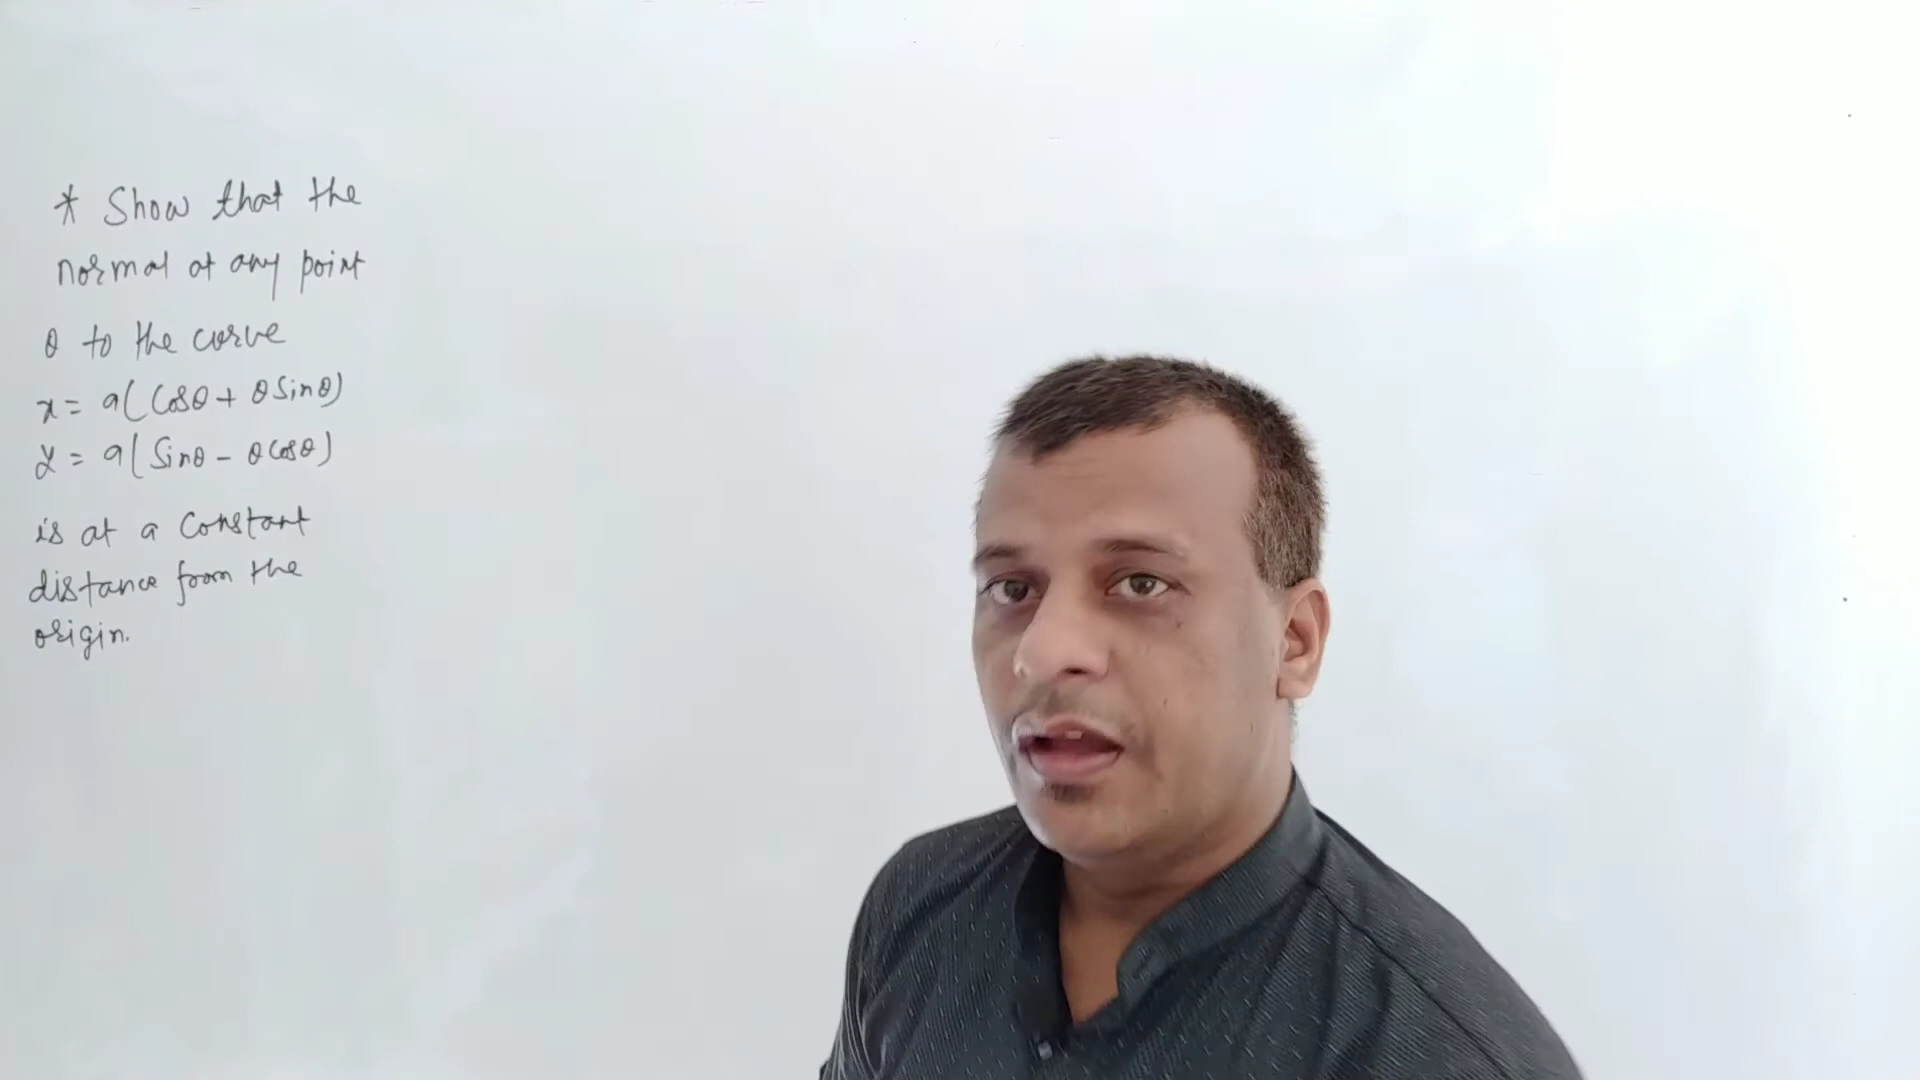 * Show that the
normal at any point
θ to the curve
x = a(Cosθ + θ Sinθ)
y = a(Sinθ - θ Cosθ)
is at a constant
distance from the
origin.